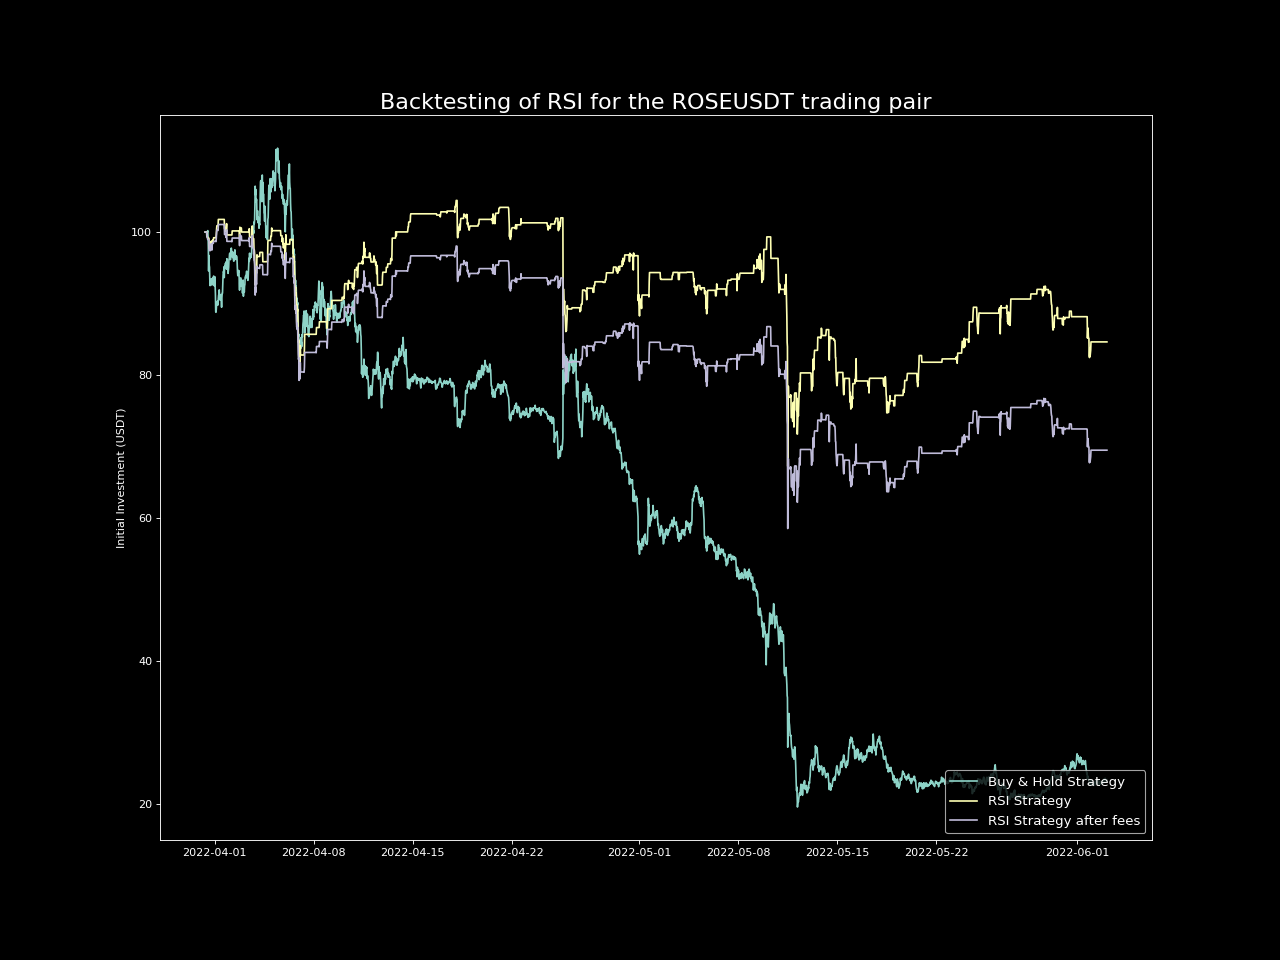 Backtesting of RSI for the ROSEUSDT trading pair
Initial Investment (USDT)
100
80
60
40
20
2022-04-01 2022-04-08 2022-04-15 2022-04-22 2022-05-01 2022-05-08 2022-05-15 2022-05-22 2022-06-01
Buy & Hold Strategy
RSI Strategy
RSI Strategy after fees